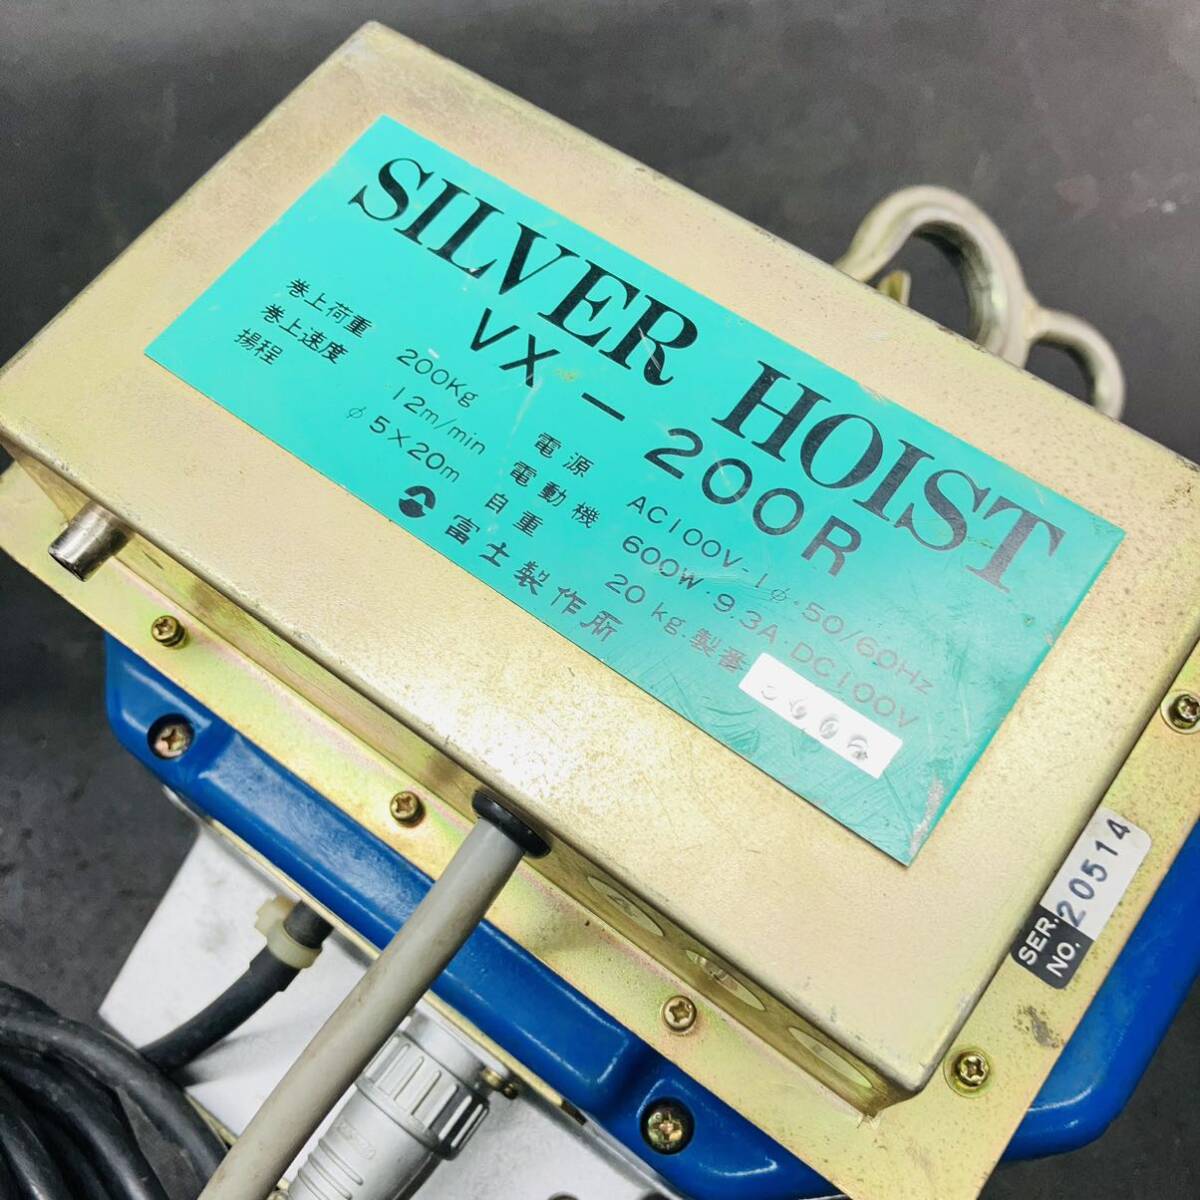 SILVER HOIST
VX-200R
巻上荷重 200Kg 電源 AC100V-1φ·50/60Hz
巻上速度 12m/min 電動機 600W·9.3A·DC100V
揚程 φ5×20m 自重 20kg. 製番
富士製作所
SER. NO. 20514